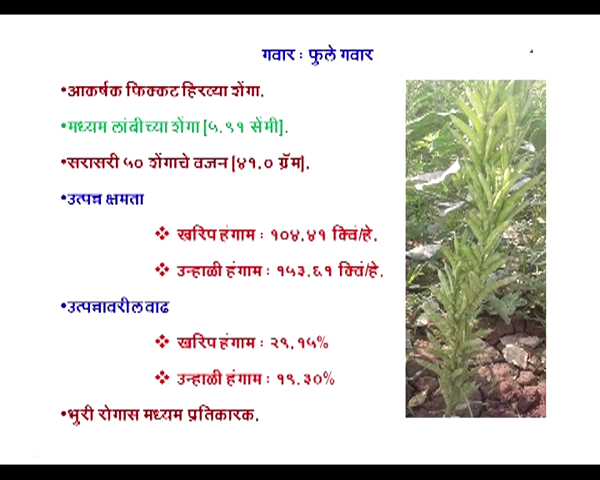 गवार : फुले गवार
•आकर्षक फिक्कट हिरव्या शेंगा.
•मध्यम लांबीच्या शेंगा [५.९१ सेंमी].
•सरासरी ५० शेंगाचे वजन [४१.० ग्रॅम].
•उत्पन्न क्षमता
❖ खरिप हंगाम : १०४.४१ क्विं/हे.
❖ उन्हाळी हंगाम : १५३.६१ क्विं/हे.
•उत्पन्नावरील वाढ
❖ खरिप हंगाम : २९.१५%
❖ उन्हाळी हंगाम : १९.३०%
•भुरी रोगास मध्यम प्रतिकारक.